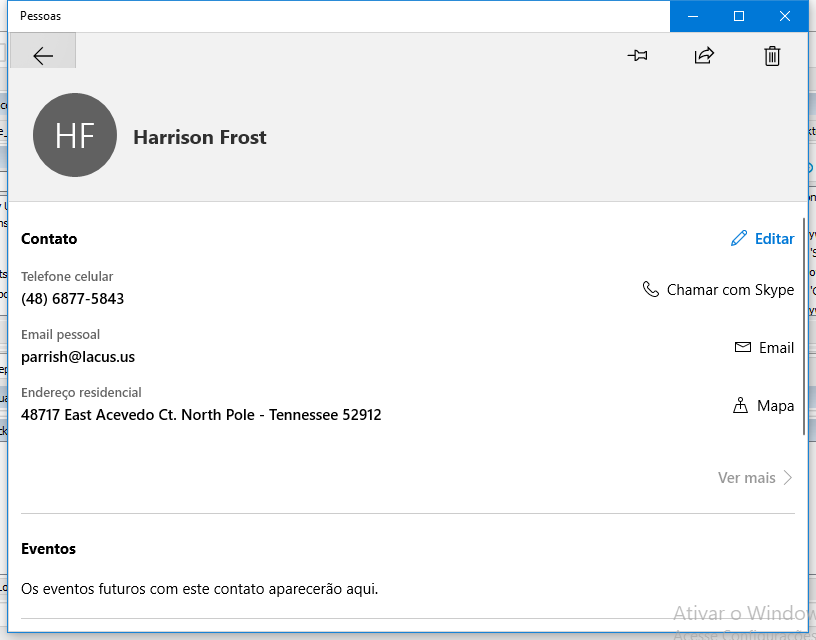 Pessoas
HF
Harrison Frost
Contato
Editar
Telefone celular
(48) 6877-5843
Chamar com Skype
Email pessoal
parrish@lacus.us
Email
Endereço residencial
48717 East Acevedo Ct. North Pole - Tennessee 52912
Mapa
Ver mais
Eventos
Os eventos futuros com este contato aparecerão aqui.
Ativar o Window
Acesse Configurações